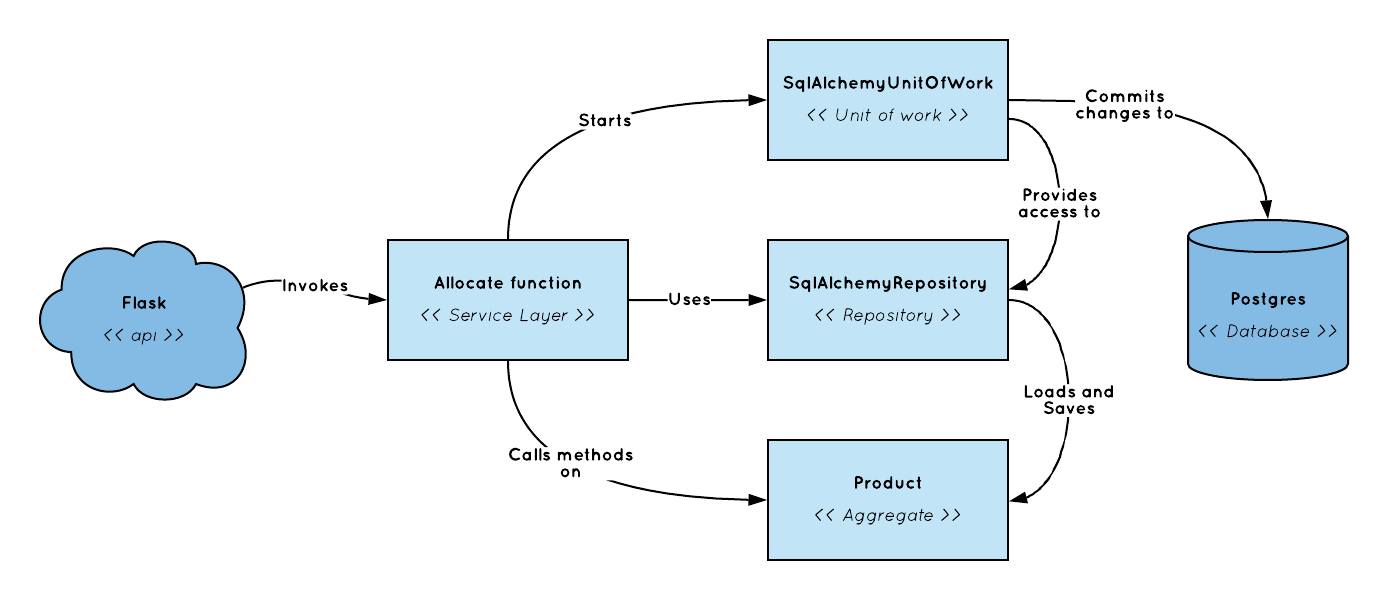 SqlAlchemyUnitOfWork
<< Unit of work >>
Commits
changes to
Starts
Provides
access to
Flask
<< api >>
Invokes
Allocate function
<< Service Layer >>
Uses
SqlAlchemyRepository
<< Repository >>
Postgres
<< Database >>
Loads and
Saves
Calls methods
on
Product
<< Aggregate >>